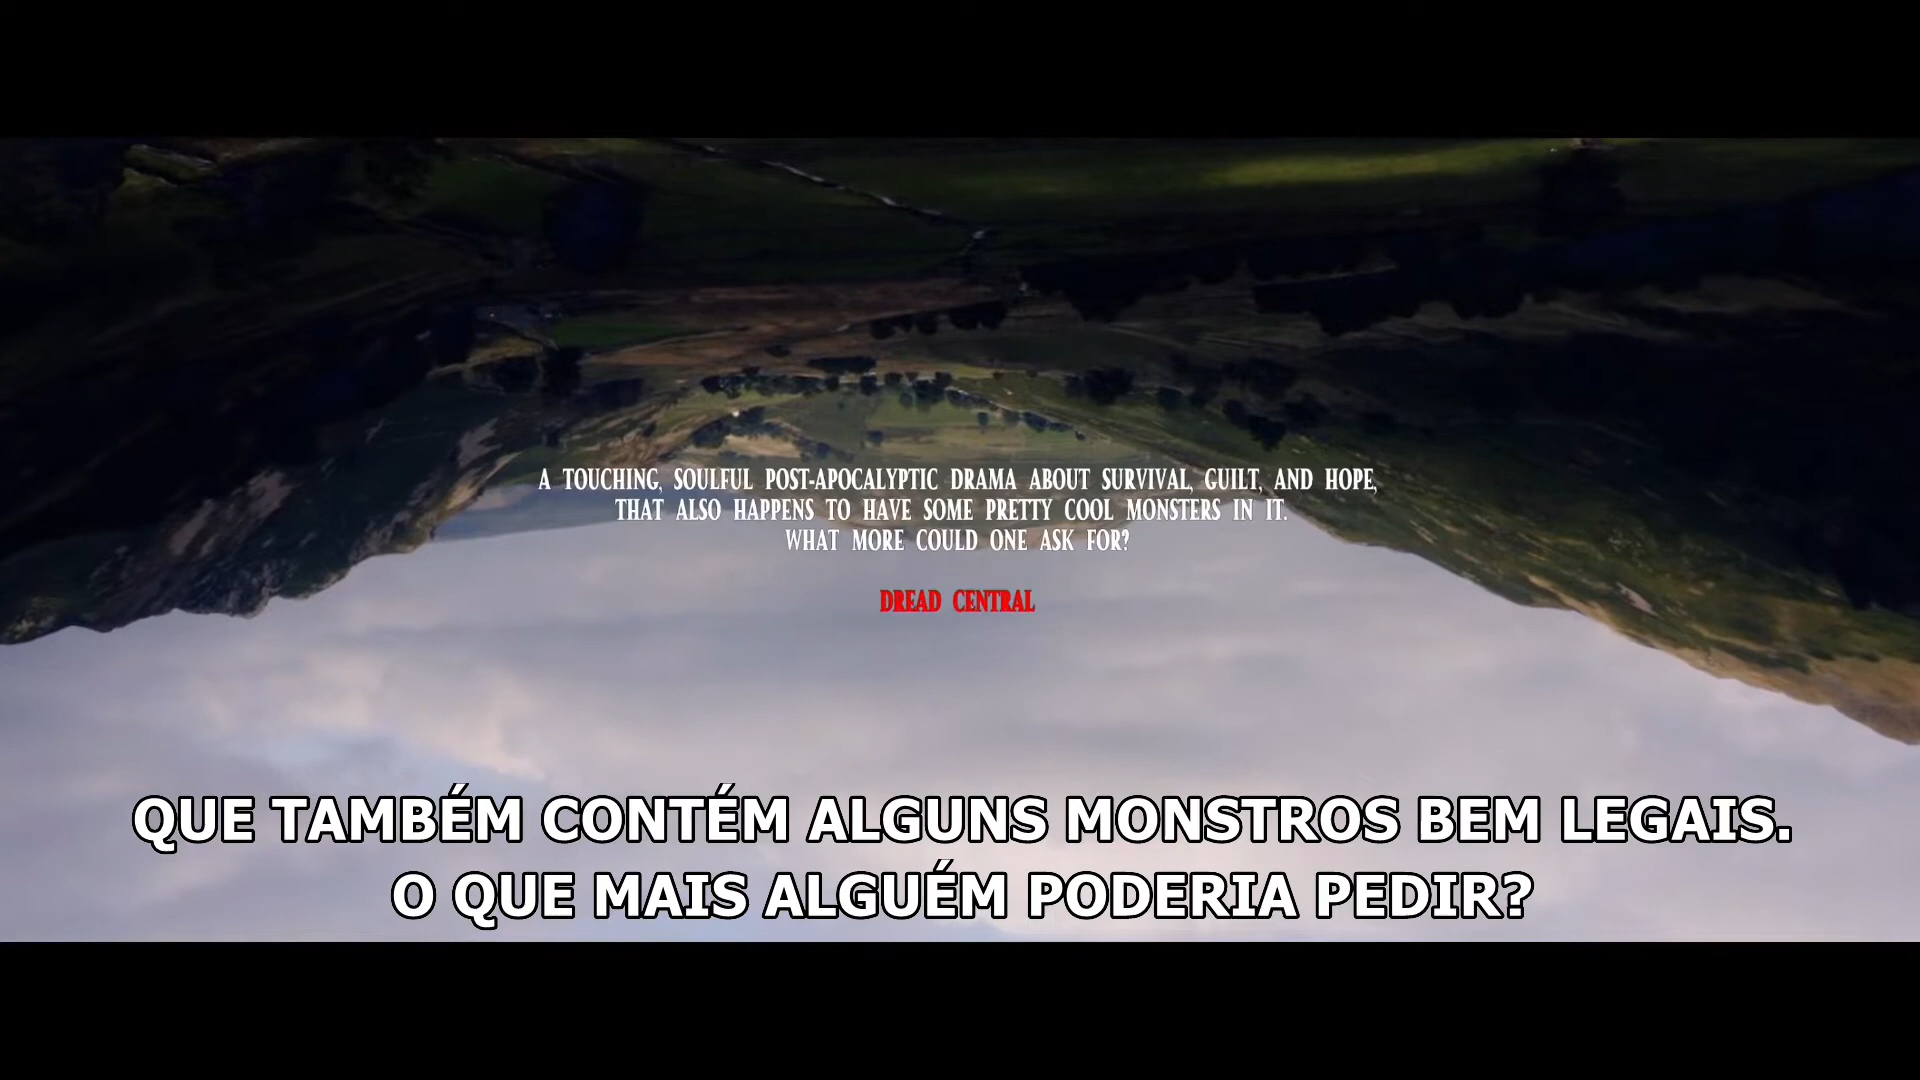 A TOUCHING, SOULFUL POST-APOCALYPTIC DRAMA ABOUT SURVIVAL, GUILT, AND HOPE,
THAT ALSO HAPPENS TO HAVE SOME PRETTY COOL MONSTERS IN IT.
WHAT MORE COULD ONE ASK FOR?
DREAD CENTRAL
QUE TAMBÉM CONTÉM ALGUNS MONSTROS BEM LEGAIS.
O QUE MAIS ALGUÉM PODERIA PEDIR?